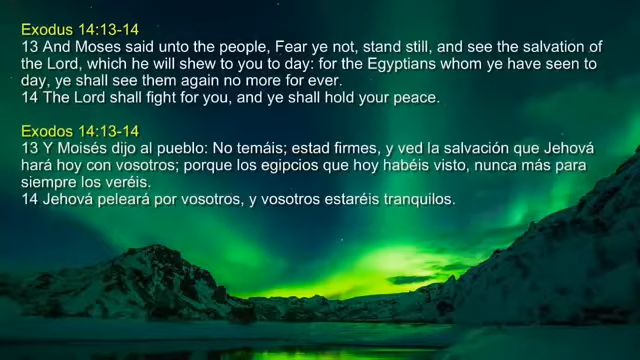 Exodus 14:13-14
13 And Moses said unto the people, Fear ye not, stand still, and see the salvation of
the Lord, which he will shew to you to day: for the Egyptians whom ye have seen to
day, ye shall see them again no more for ever.
14 The Lord shall fight for you, and ye shall hold your peace.
Exodos 14:13-14
13 Y Moisés dijo al pueblo: No temáis; estad firmes, y ved la salvación que Jehová
hará hoy con vosotros; porque los egipcios que hoy habéis visto, nunca más para
siempre los veréis.
14 Jehová peleará por vosotros, y vosotros estaréis tranquilos.